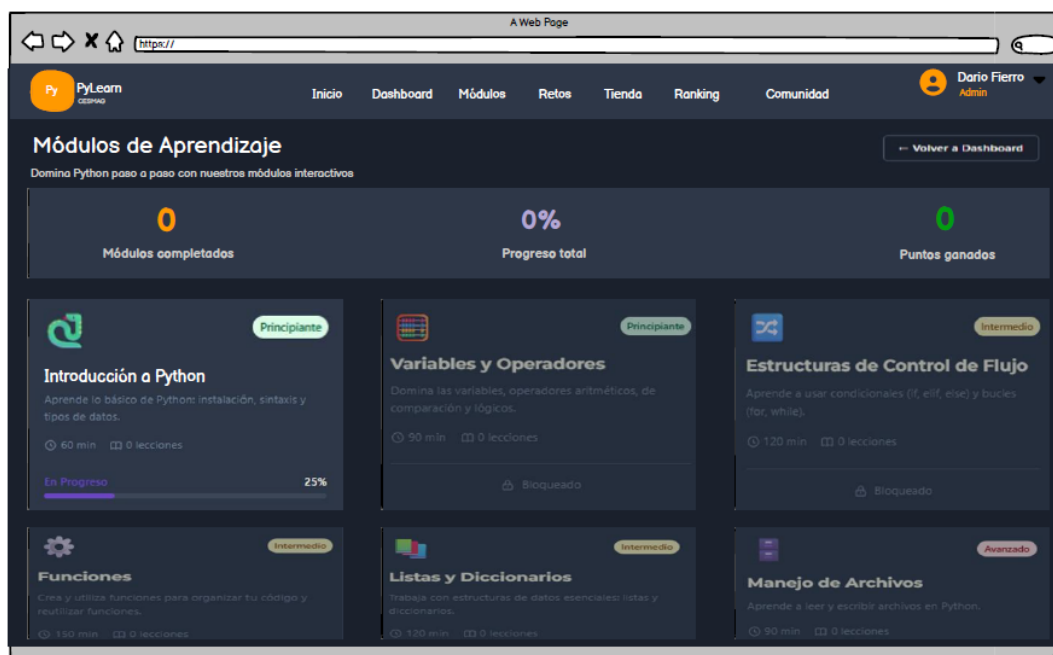 A Web Page
https://
Py
PyLearn
CESMAG
Inicio
Dashboard
Módulos
Retos
Tienda
Ranking
Comunidad
Dario Fierro
Admin
Módulos de Aprendizaje
← Volver a Dashboard
Domina Python paso a paso con nuestros módulos interactivos
0
Módulos completados
0%
Progreso total
0
Puntos ganados
Principiante
Introducción a Python
Aprende lo básico de Python: instalación, sintaxis y
tipos de datos.
60 min 0 lecciones
En Progreso
25%
Principiante
Variables y Operadores
Domina las variables, operadores aritméticos, de
comparación y lógicos.
90 min 0 lecciones
Bloqueado
Intermedio
Estructuras de Control de Flujo
Aprende a usar condicionales (if, elif, else) y bucles
(for, while).
120 min 0 lecciones
Bloqueado
Intermedio
Funciones
Crea y utiliza funciones para organizar tu código y
reutilizar funciones.
150 min 0 lecciones
Intermedio
Listas y Diccionarios
Trabaja con estructuras de datos esenciales: listas y
diccionarios.
120 min 0 lecciones
Avanzado
Manejo de Archivos
Aprende a leer y escribir archivos en Python.
90 min 0 lecciones